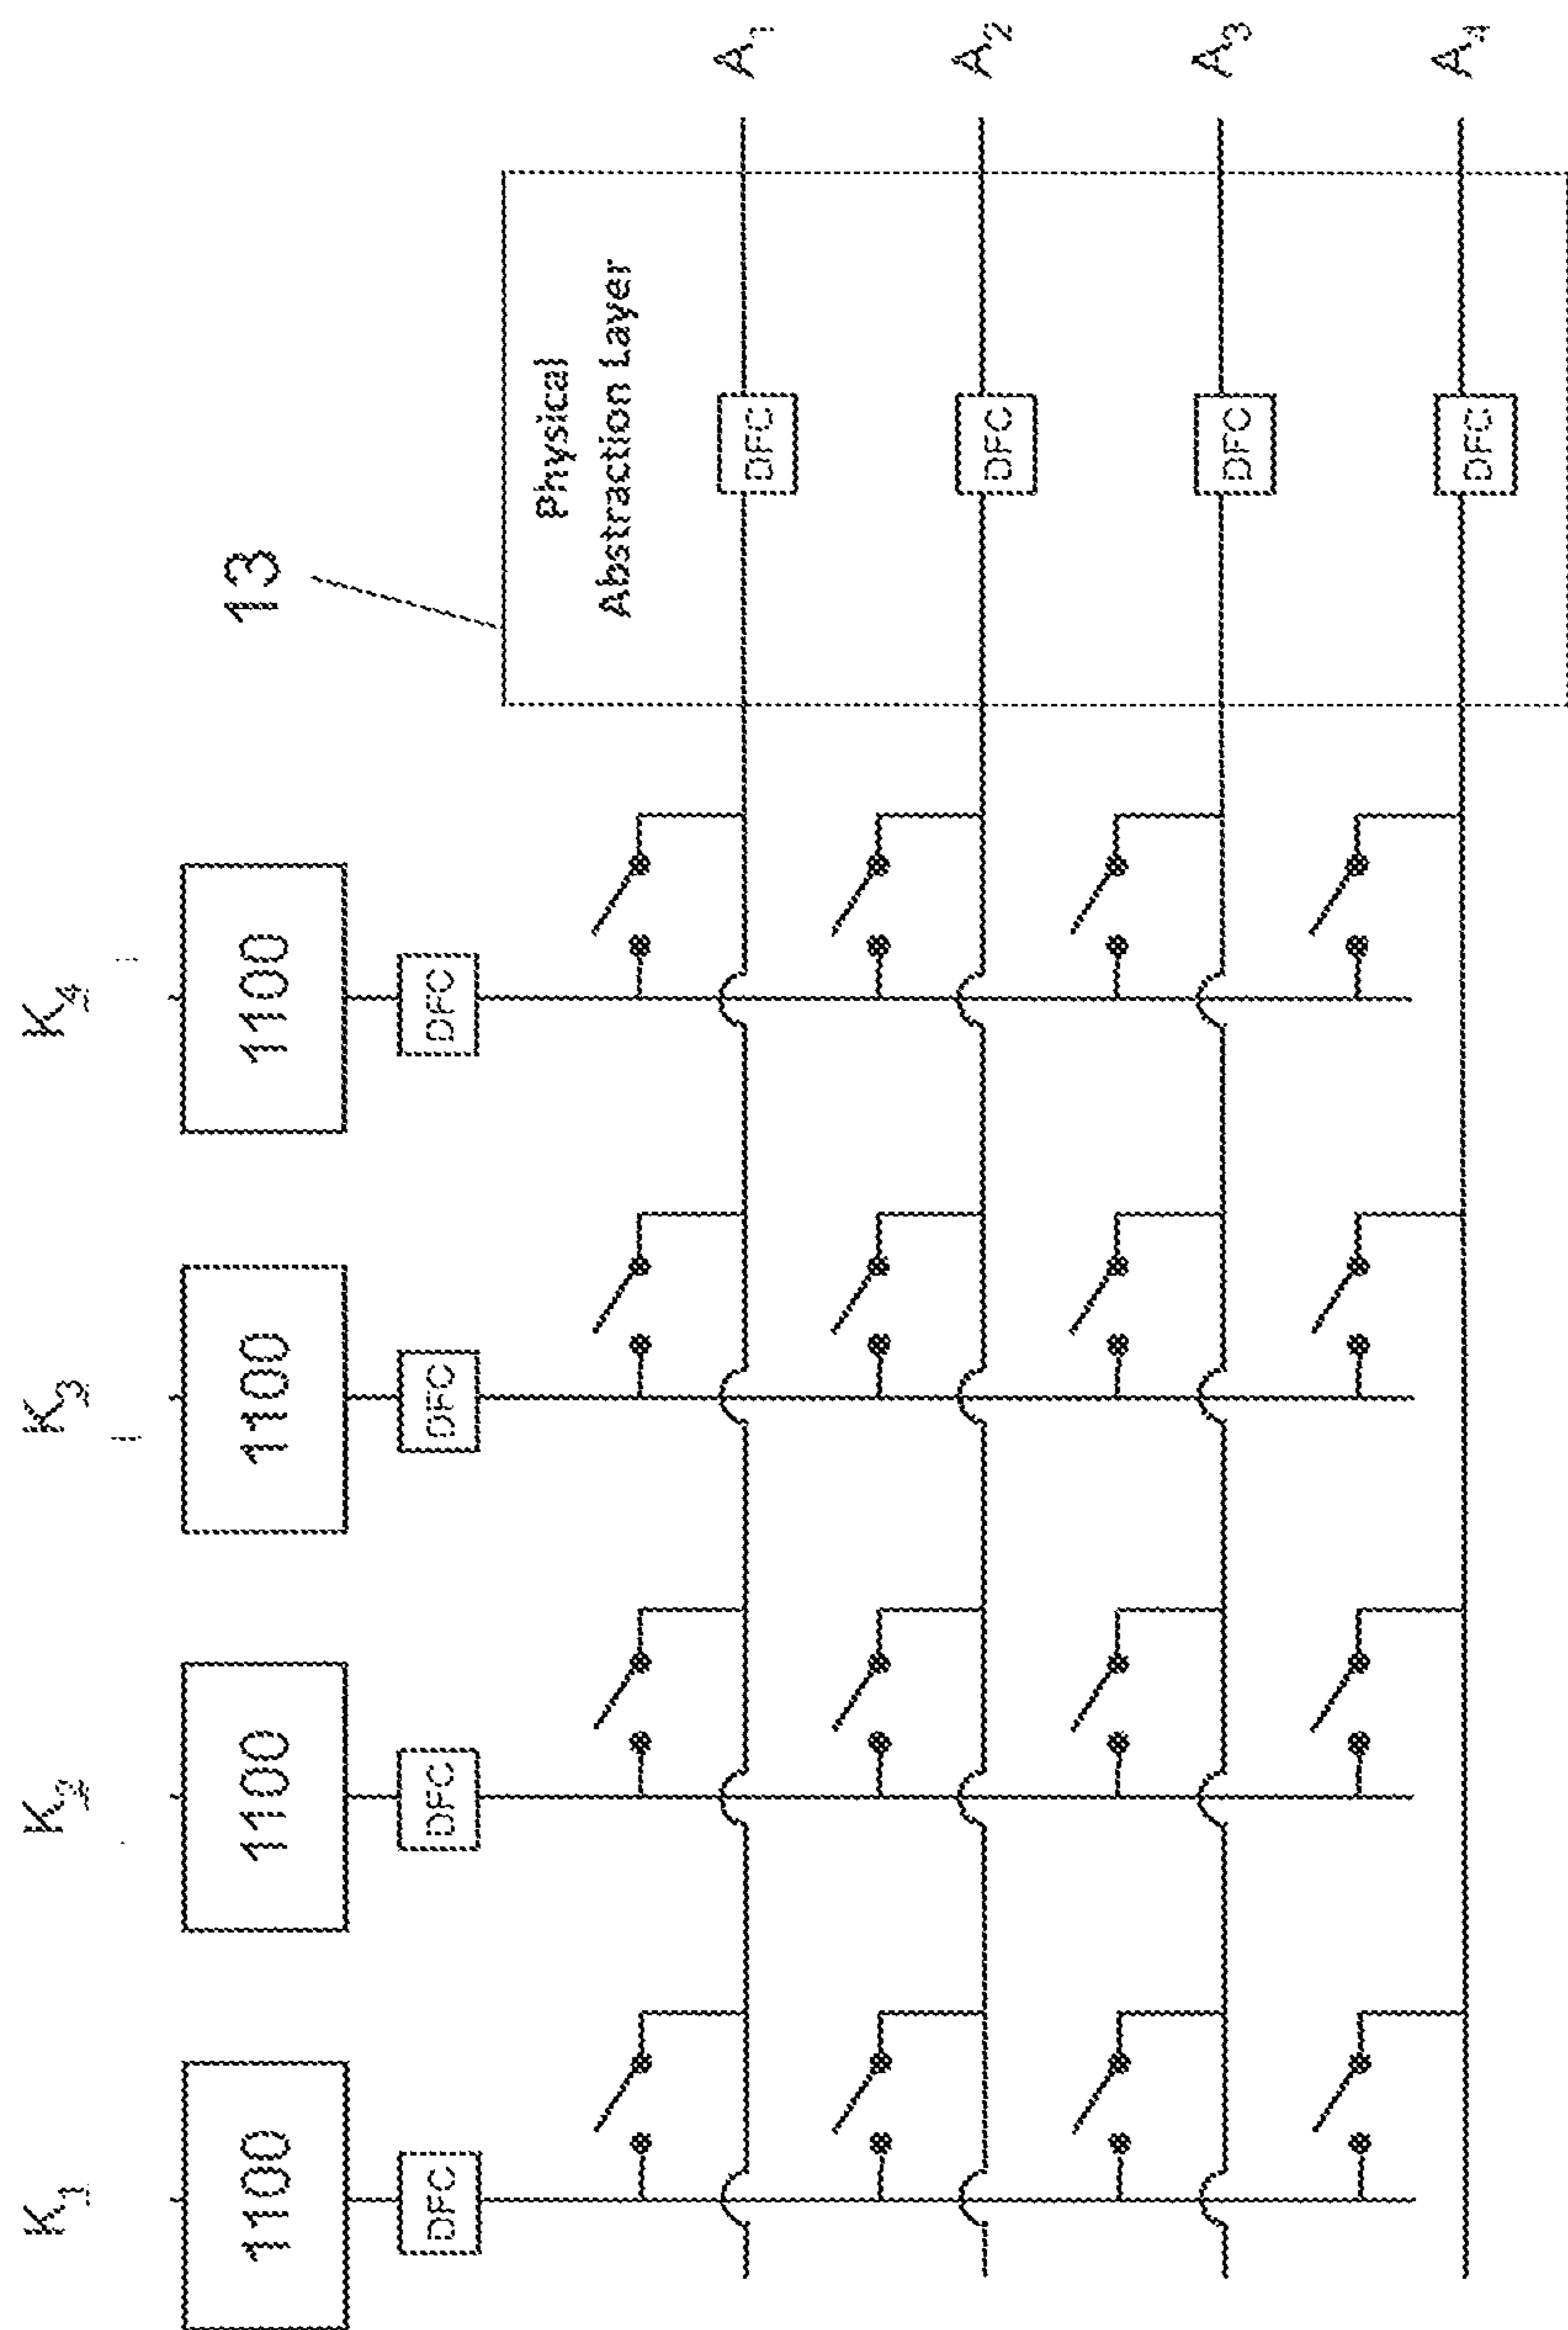 K₁
K₂
K₃
K₄
1100
1100
1100
1100
DFC
DFC
DFC
DFC
13
Physical
Abstraction Layer
DFC
DFC
DFC
DFC
A₁
A₂
A₃
A₄